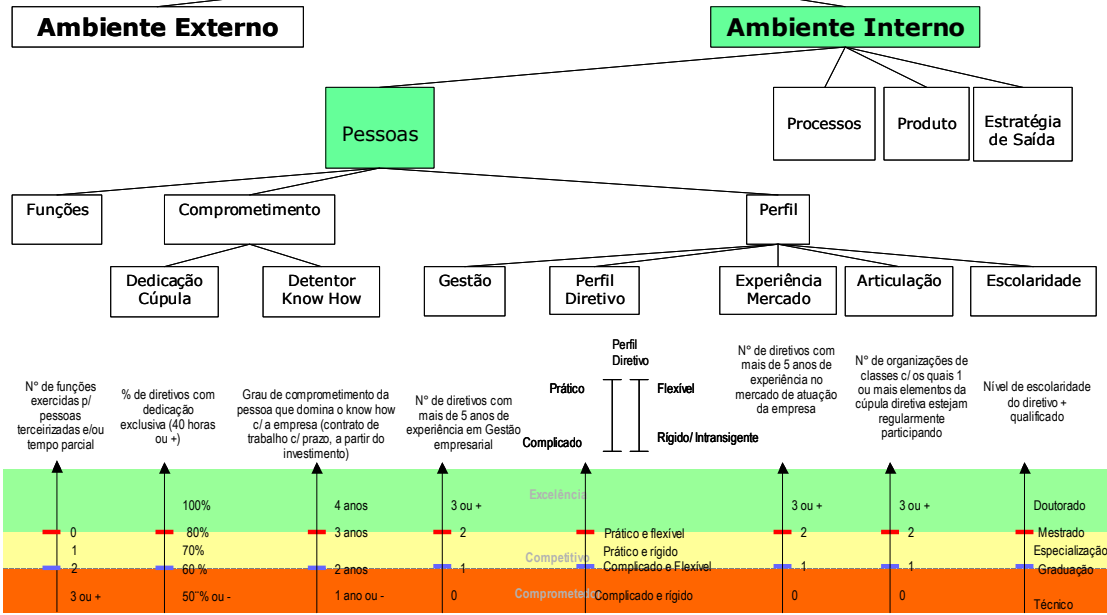 Ambiente Externo
Ambiente Interno
Pessoas
Processos
Produto
Estratégia
de Saída
Funções
Comprometimento
Perfil
Dedicação
Cúpula
Detentor
Know How
Gestão
Perfil
Diretivo
Experiência
Mercado
Articulação
Escolaridade
N° de funções
exercidas p/
pessoas
terceirizadas e/ou
tempo parcial
% de diretivos com
dedicação
exclusiva (40 horas
ou +)
Grau de comprometimento da
pessoa que domina o know how
c/ a empresa (contrato de
trabalho c/ prazo, a partir do
investimento)
N° de diretivos com
mais de 5 anos de
experiência em Gestão
empresarial
Perfil
Diretivo
Prático
Flexível
Complicado
Rígido/ Intransigente
N° de diretivos com
mais de 5 anos de
experiência no
mercado de atuação
da empresa
N° de organizações de
classes c/ os quais 1
ou mais elementos da
cúpula diretiva estejam
regularmente
participando
Nível de escolaridade
do diretivo +
qualificado
Excelência
100%
4 anos
3 ou +
3 ou +
3 ou +
Doutorado
0
80%
3 anos
2
Prático e flexível
2
2
Mestrado
1
70%
Prático e rígido
Especialização
Competitivo
2
60 %
2 anos
1
Complicado e Flexível
1
1
Graduação
3 ou +
50¨% ou -
1 ano ou -
0
Comprometedor
Complicado e rígido
0
0
Técnico